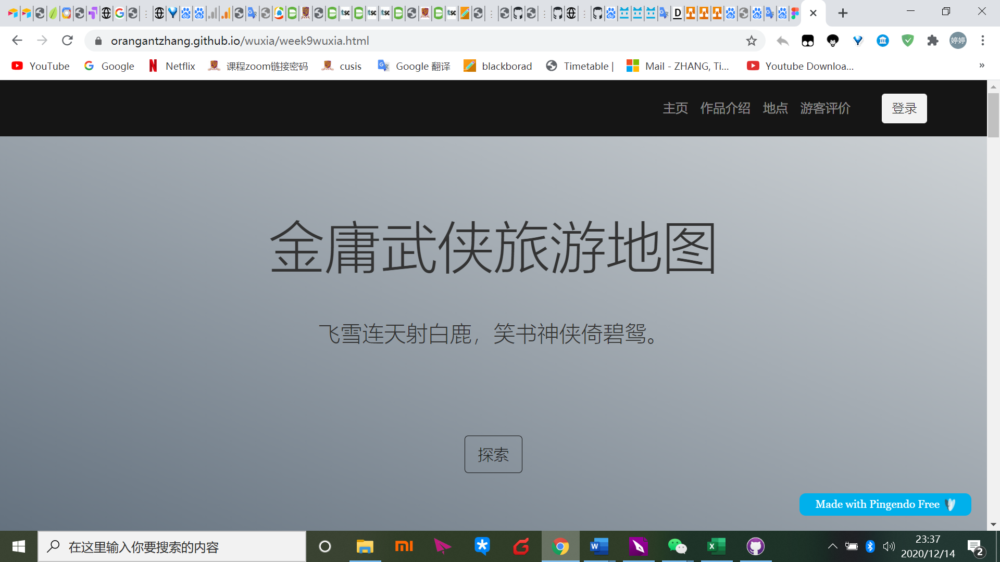 orangantzhang.github.io/wuxia/week9wuxia.html
婷婷
YouTube Google Netflix 课程zoom链接密码 cusis Google 翻译 blackborad Timetable | Mail - ZHANG, Ti... Youtube Downloa... »
主页 作品介绍 地点 游客评价 登录
金庸武侠旅游地图
飞雪连天射白鹿，笑书神侠倚碧鸳。
探索
Made with Pingendo Free
在这里输入你要搜索的内容
23:37
2020/12/14
2